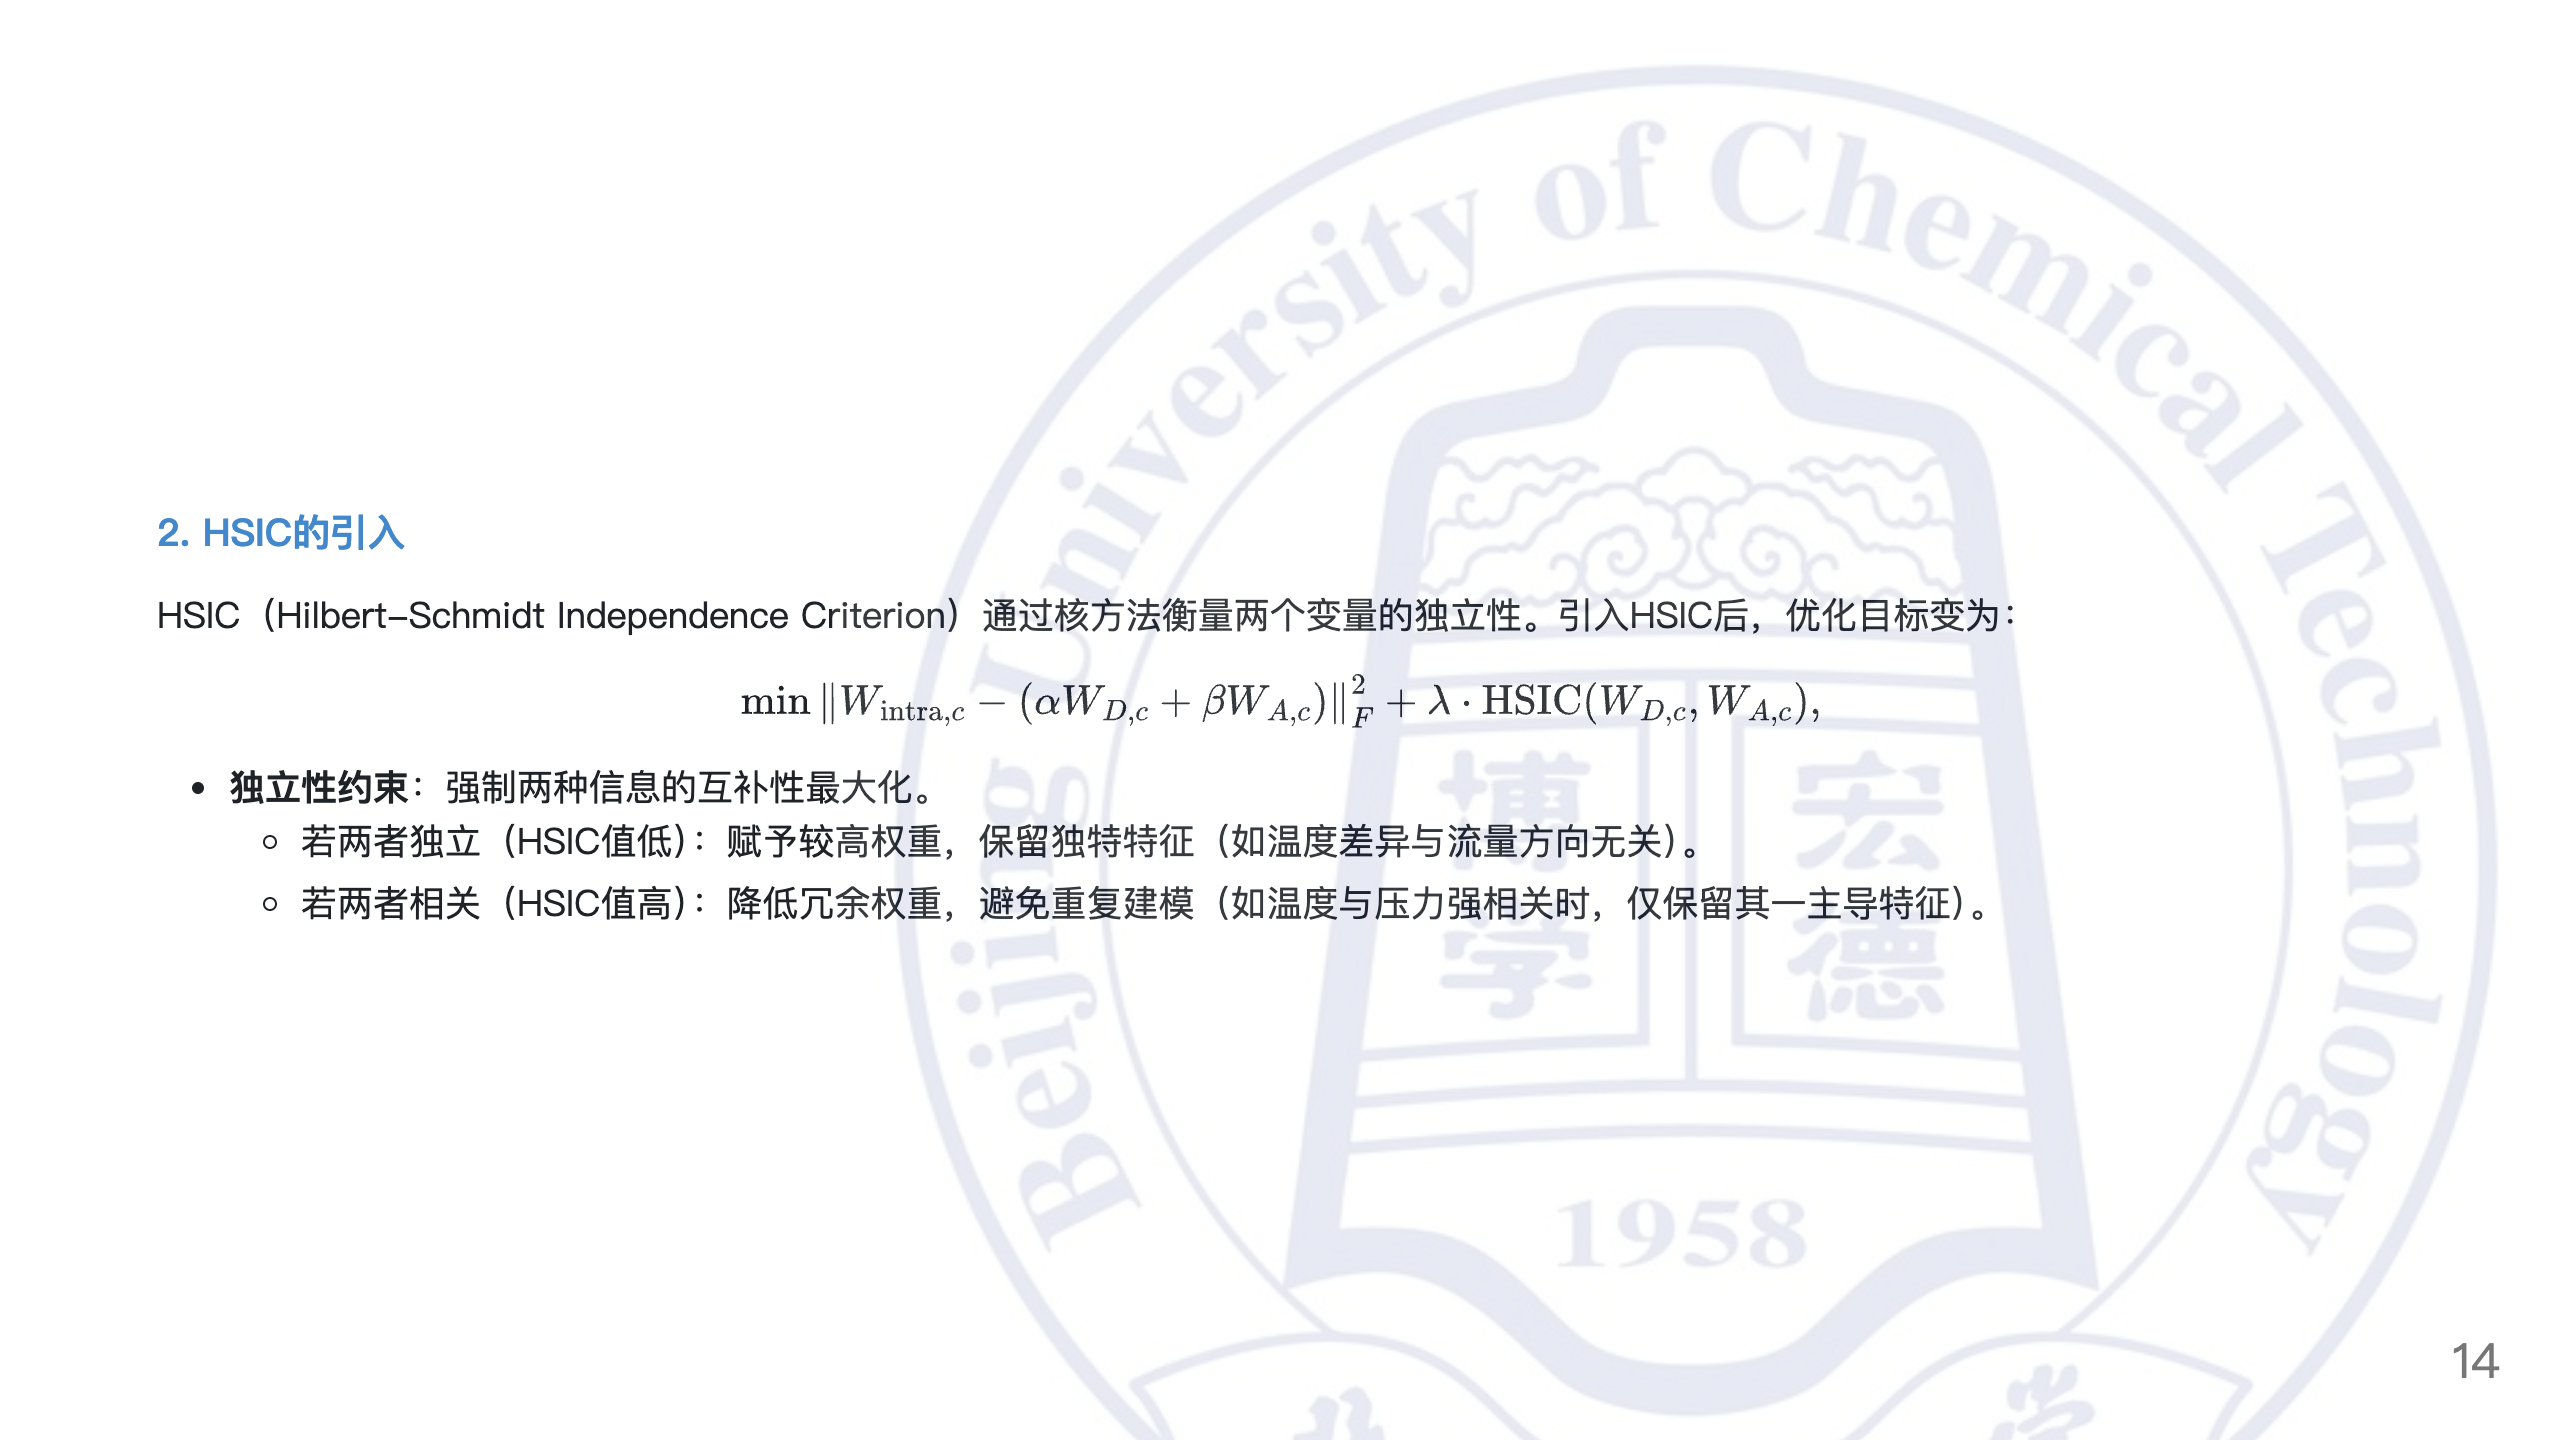 Beijing University of Chemical Technology
2. HSIC的引入
HSIC（Hilbert–Schmidt Independence Criterion）通过核方法衡量两个变量的独立性。引入HSIC后，优化目标变为：
min ‖W_{intra,c} − (αW_{D,c} + βW_{A,c})‖_F^2 + λ · HSIC(W_{D,c}, W_{A,c}),
• 独立性约束：强制两种信息的互补性最大化。
◦ 若两者独立（HSIC值低）：赋予较高权重，保留独特特征（如温度差异与流量方向无关）。
◦ 若两者相关（HSIC值高）：降低冗余权重，避免重复建模（如温度与压力强相关时，仅保留其一主导特征）。
宏德
博学
1958
14